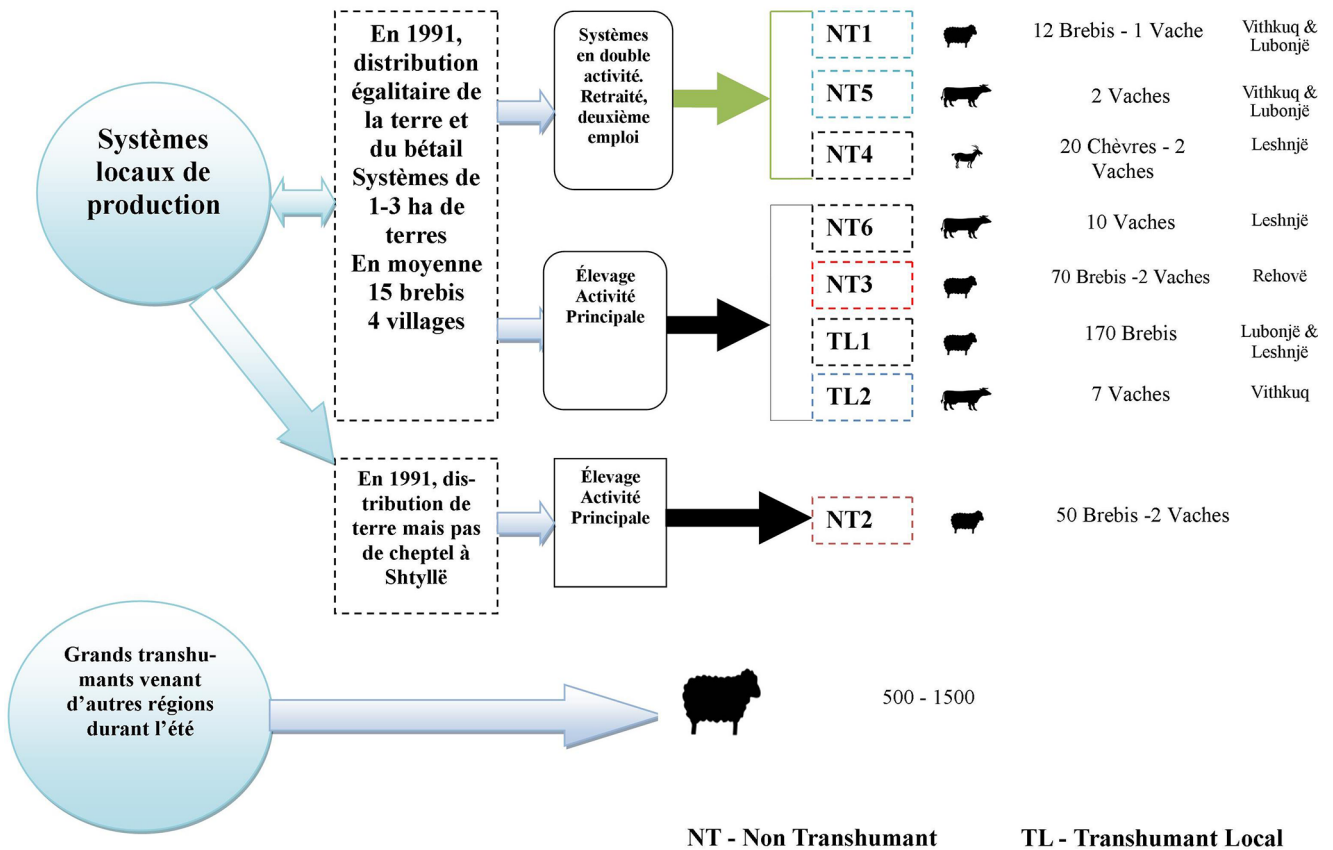 Systèmes
locaux de
production
En 1991,
distribution
égalitaire de
la terre et
du bétail
Systèmes de
1-3 ha de
terres
En moyenne
15 brebis
4 villages
Systèmes
en double
activité.
Retraité,
deuxième
emploi
NT1
12 Brebis - 1 Vache
Vithkuq &
Lubonjë
NT5
2 Vaches
Vithkuq &
Lubonjë
NT4
20 Chèvres - 2
Vaches
Leshnjë
Élevage
Activité
Principale
NT6
10 Vaches
Leshnjë
NT3
70 Brebis -2 Vaches
Rehovë
TL1
170 Brebis
Lubonjë &
Leshnjë
TL2
7 Vaches
Vithkuq
En 1991, dis-
tribution de
terre mais pas
de cheptel à
Shtyllë
Élevage
Activité
Principale
NT2
50 Brebis -2 Vaches
Grands transhu-
mants venant
d’autres régions
durant l’été
500 - 1500
NT - Non Transhumant
TL - Transhumant Local